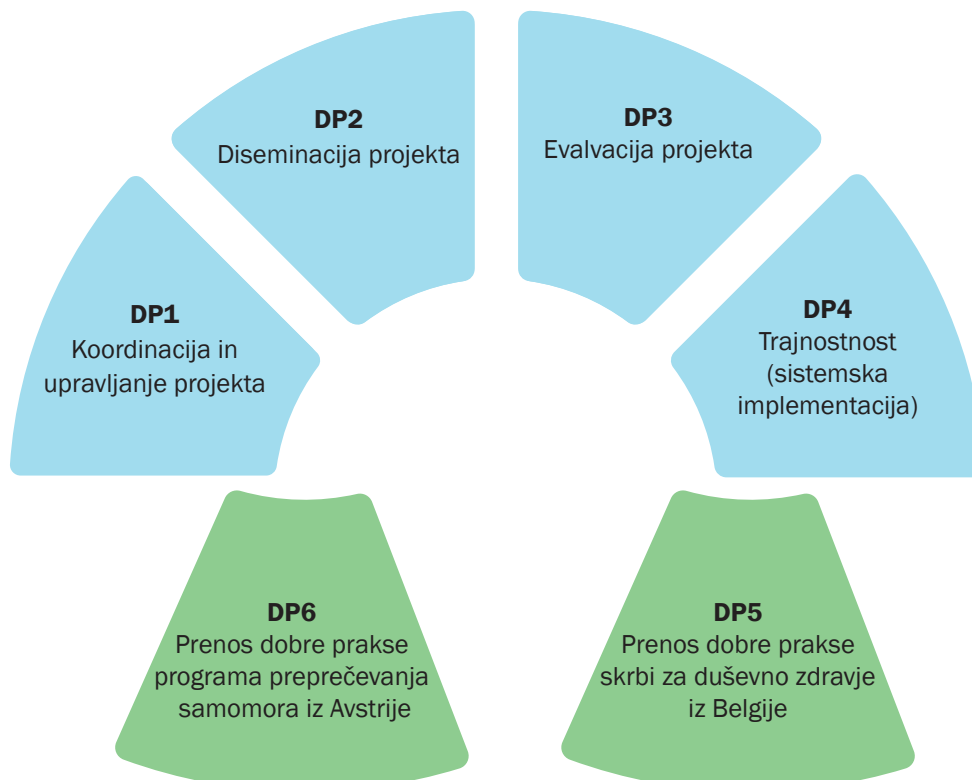 DP1
Koordinacija in
upravljanje projekta
DP2
Diseminacija projekta
DP3
Evalvacija projekta
DP4
Trajnostnost
(sistemska
implementacija)
DP5
Prenos dobre prakse
skrbi za duševno zdravje
iz Belgije
DP6
Prenos dobre prakse
programa preprečevanja
samomora iz Avstrije